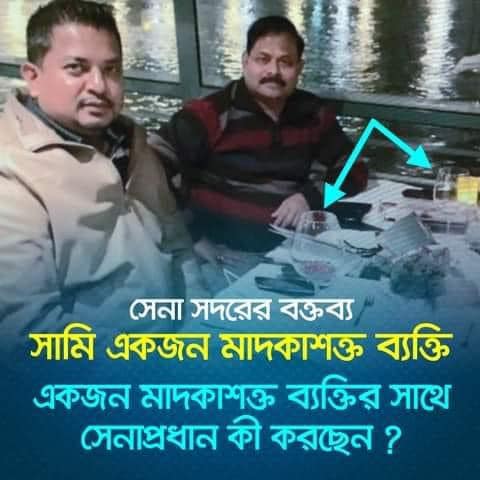 সেনা সদরের বক্তব্য
সামি একজন মাদকাশক্ত ব্যক্তি
একজন মাদকাশক্ত ব্যক্তির সাথে
সেনাপ্রধান কী করছেন ?